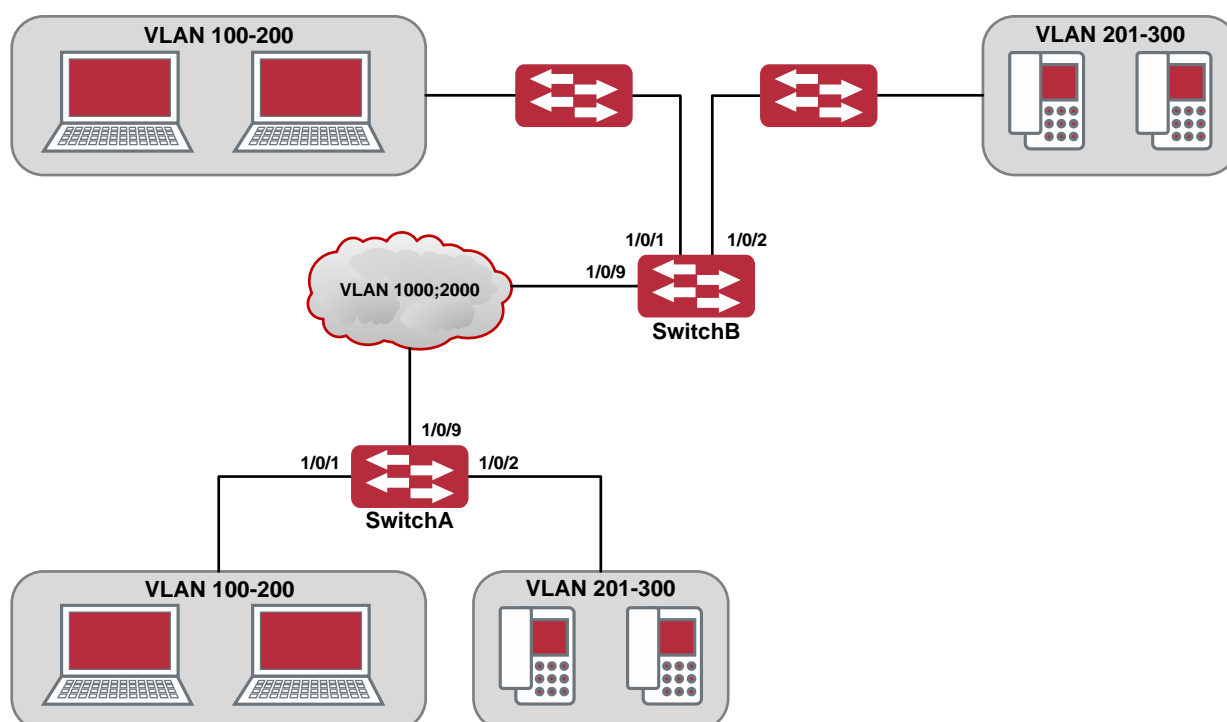 VLAN 100-200
VLAN 201-300
1/0/1
1/0/2
1/0/9
VLAN 1000;2000
SwitchB
1/0/9
1/0/1
1/0/2
SwitchA
VLAN 100-200
VLAN 201-300